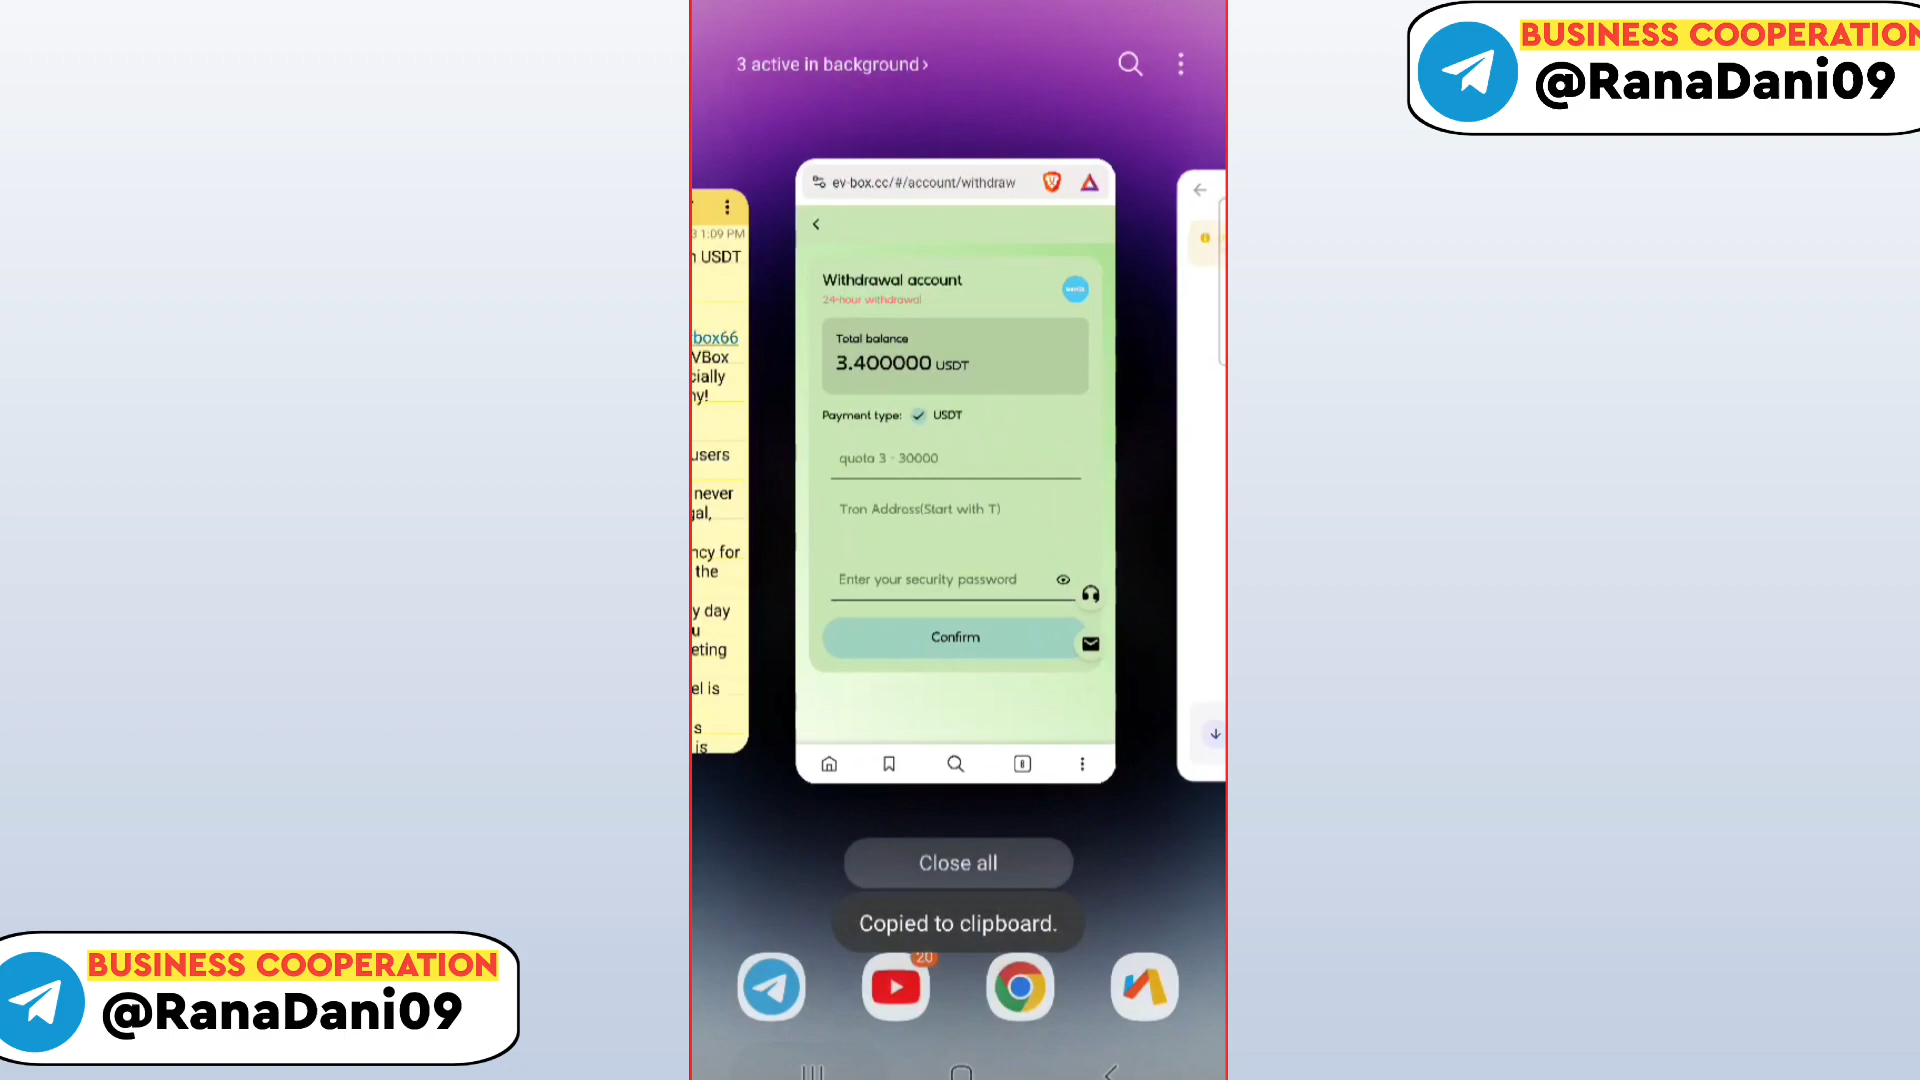 BUSINESS COOPERATION
@RanaDani09
3 active in background
ev-box.cc/#/account/withdraw
Withdrawal account
24-hour withdrawal
Total balance
3.400000 USDT
Payment type: USDT
quota 3 - 30000
Tron Address(Start with T)
Enter your security password
Confirm
8
3 1:09 PM
USDT
box66
VBox
cially
ny!
users
never
gal,
ncy for
the
y day
u
eting
el is
s
is
Close all
Copied to clipboard.
20
BUSINESS COOPERATION
@RanaDani09